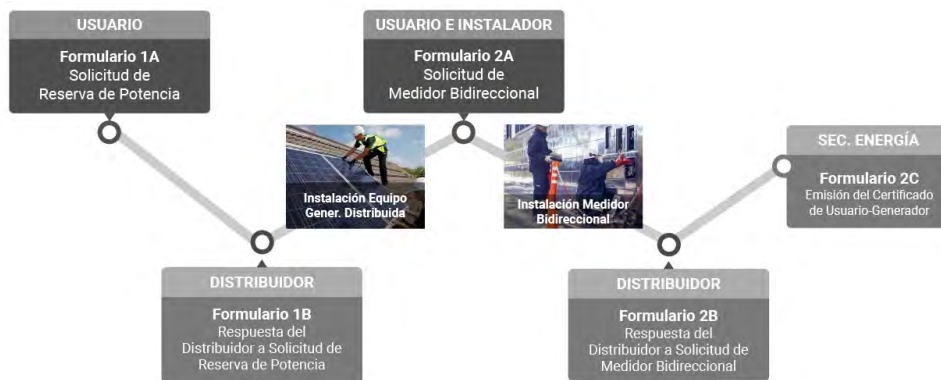 USUARIO
Formulario 1A
Solicitud de
Reserva de Potencia
USUARIO E INSTALADOR
Formulario 2A
Solicitud de
Medidor Bidireccional
Instalación Equipo
Gener. Distribuida
Instalación Medidor
Bidireccional
SEC. ENERGÍA
Formulario 2C
Emisión del Certificado
de Usuario-Generador
DISTRIBUIDOR
Formulario 1B
Respuesta del
Distribuidor a Solicitud de
Reserva de Potencia
DISTRIBUIDOR
Formulario 2B
Respuesta del
Distribuidor a Solicitud de
Medidor Bidireccional